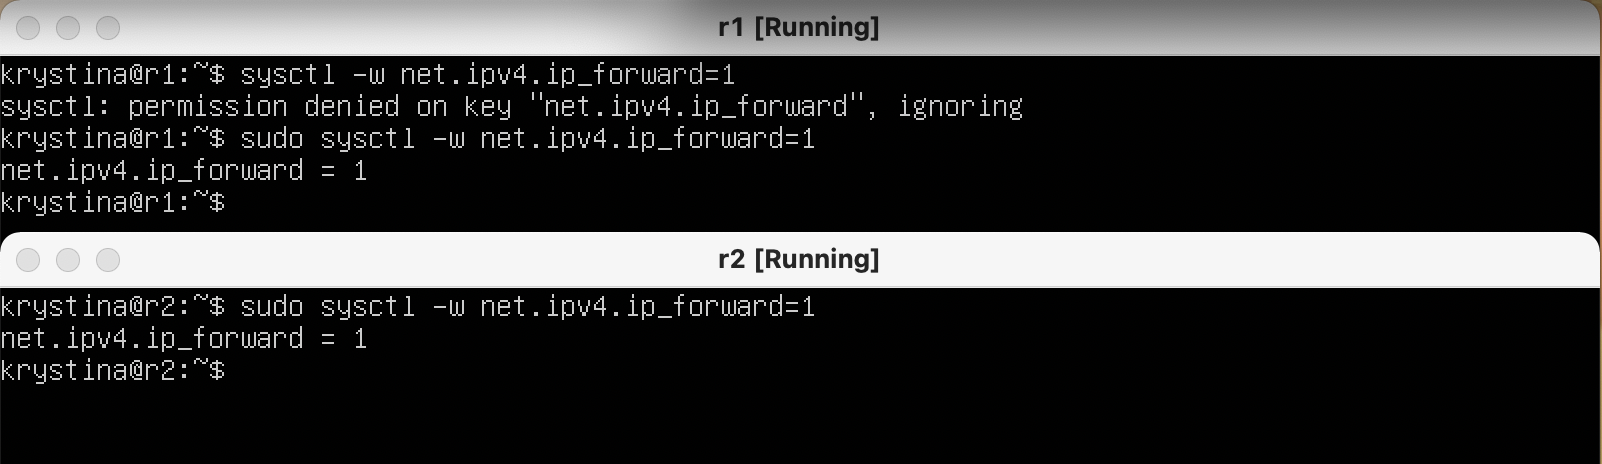 r1 [Running]
krystina@r1:~$ sysctl -w net.ipv4.ip_forward=1
sysctl: permission denied on key "net.ipv4.ip_forward", ignoring
krystina@r1:~$ sudo sysctl -w net.ipv4.ip_forward=1
net.ipv4.ip_forward = 1
krystina@r1:~$
r2 [Running]
krystina@r2:~$ sudo sysctl -w net.ipv4.ip_forward=1
net.ipv4.ip_forward = 1
krystina@r2:~$